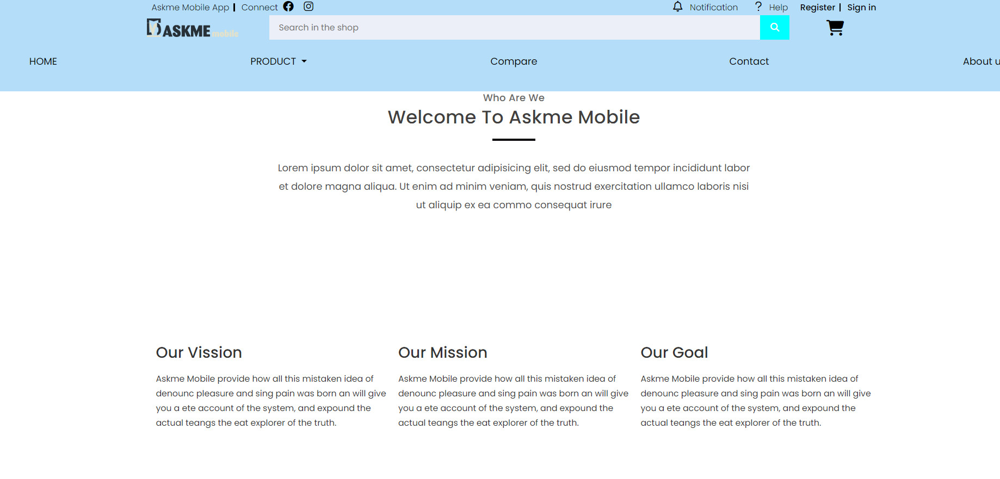 Askme Mobile App | Connect
Notification ? Help Register | Sign in
ASKME mobile
Search in the shop
HOME PRODUCT Compare Contact About u
Who Are We
Welcome To Askme Mobile
Lorem ipsum dolor sit amet, consectetur adipisicing elit, sed do eiusmod tempor incididunt labor
et dolore magna aliqua. Ut enim ad minim veniam, quis nostrud exercitation ullamco laboris nisi
ut aliquip ex ea commo consequat irure
Our Vission
Askme Mobile provide how all this mistaken idea of
denounc pleasure and sing pain was born an will give
you a ete account of the system, and expound the
actual teangs the eat explorer of the truth.
Our Mission
Askme Mobile provide how all this mistaken idea of
denounc pleasure and sing pain was born an will give
you a ete account of the system, and expound the
actual teangs the eat explorer of the truth.
Our Goal
Askme Mobile provide how all this mistaken idea of
denounc pleasure and sing pain was born an will give
you a ete account of the system, and expound the
actual teangs the eat explorer of the truth.